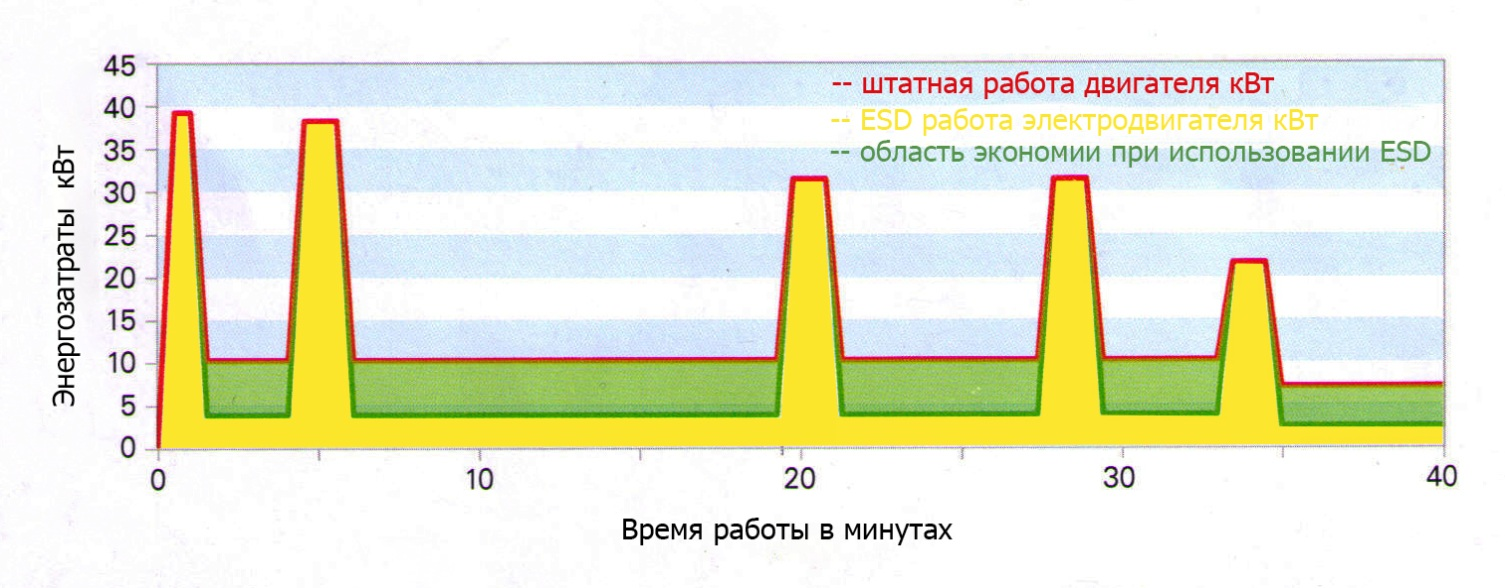 45
40
35
30
25
20
15
10
5
0
Энергозатраты кВт
-- штатная работа двигателя кВт
-- ESD работа электродвигателя кВт
-- область экономии при использовании ESD
0 10 20 30 40
Время работы в минутах